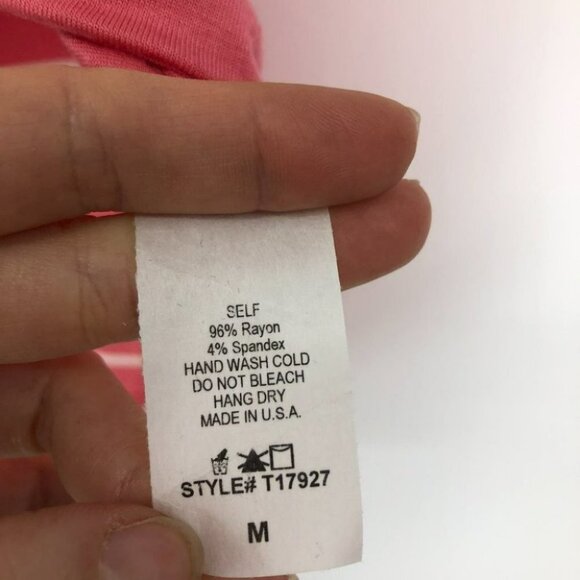 SELF
96% Rayon
4% Spandex
HAND WASH COLD
DO NOT BLEACH
HANG DRY
MADE IN U.S.A.
STYLE# T17927
M